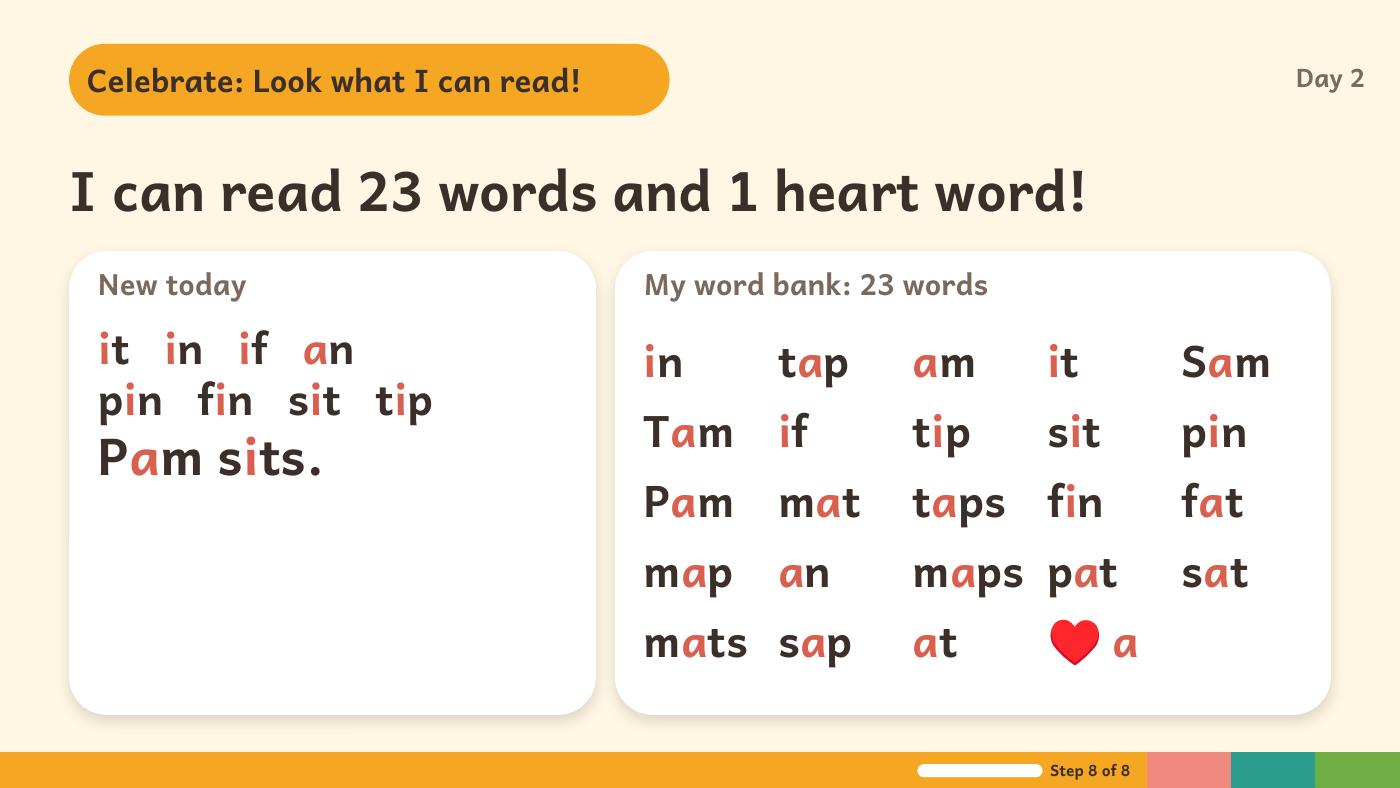 Celebrate: Look what I can read!
Day 2
I can read 23 words and 1 heart word!
New today
it in if an
pin fin sit tip
Pam sits.
My word bank: 23 words
in tap am it Sam
Tam if tip sit pin
Pam mat taps fin fat
map an maps pat sat
mats sap at ❤️ a
Step 8 of 8